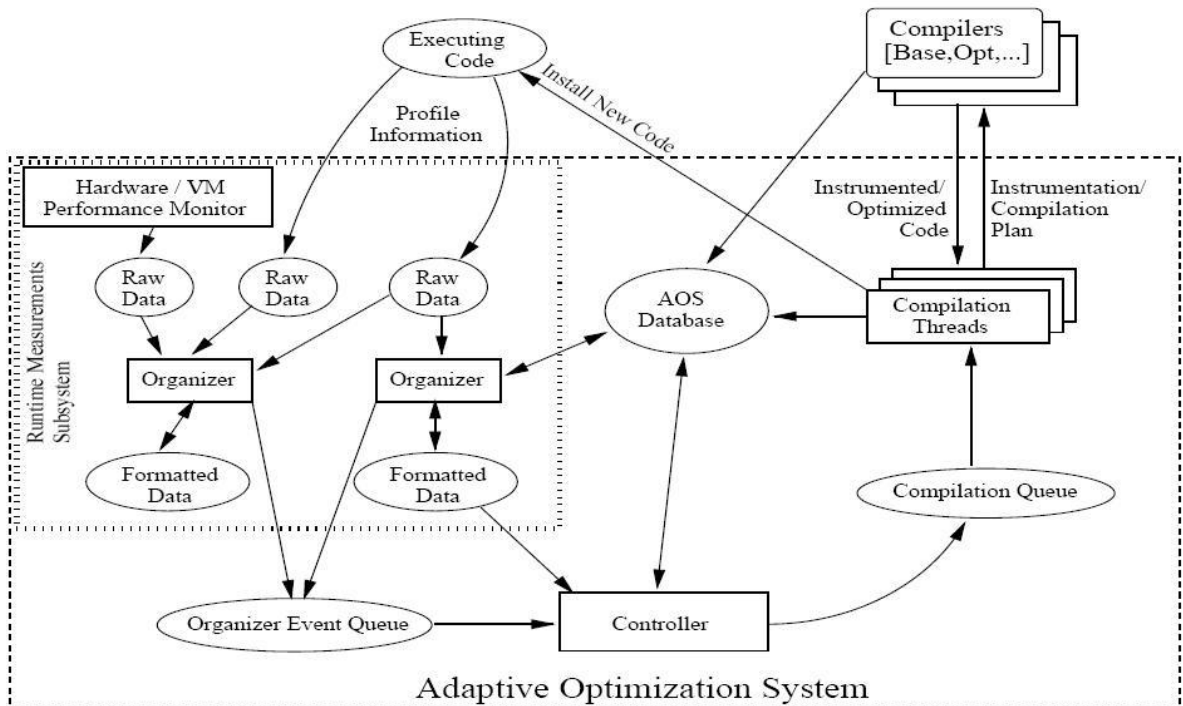 Executing
Code
Compilers
[Base,Opt,...]
Install New Code
Profile
Information
Hardware / VM
Performance Monitor
Instrumented/
Optimized
Code
Instrumentation/
Compilation
Plan
Raw
Data
Raw
Data
Raw
Data
AOS
Database
Compilation
Threads
Runtime Measurements
Subsystem
Organizer
Organizer
Formatted
Data
Formatted
Data
Compilation Queue
Organizer Event Queue
Controller
Adaptive Optimization System